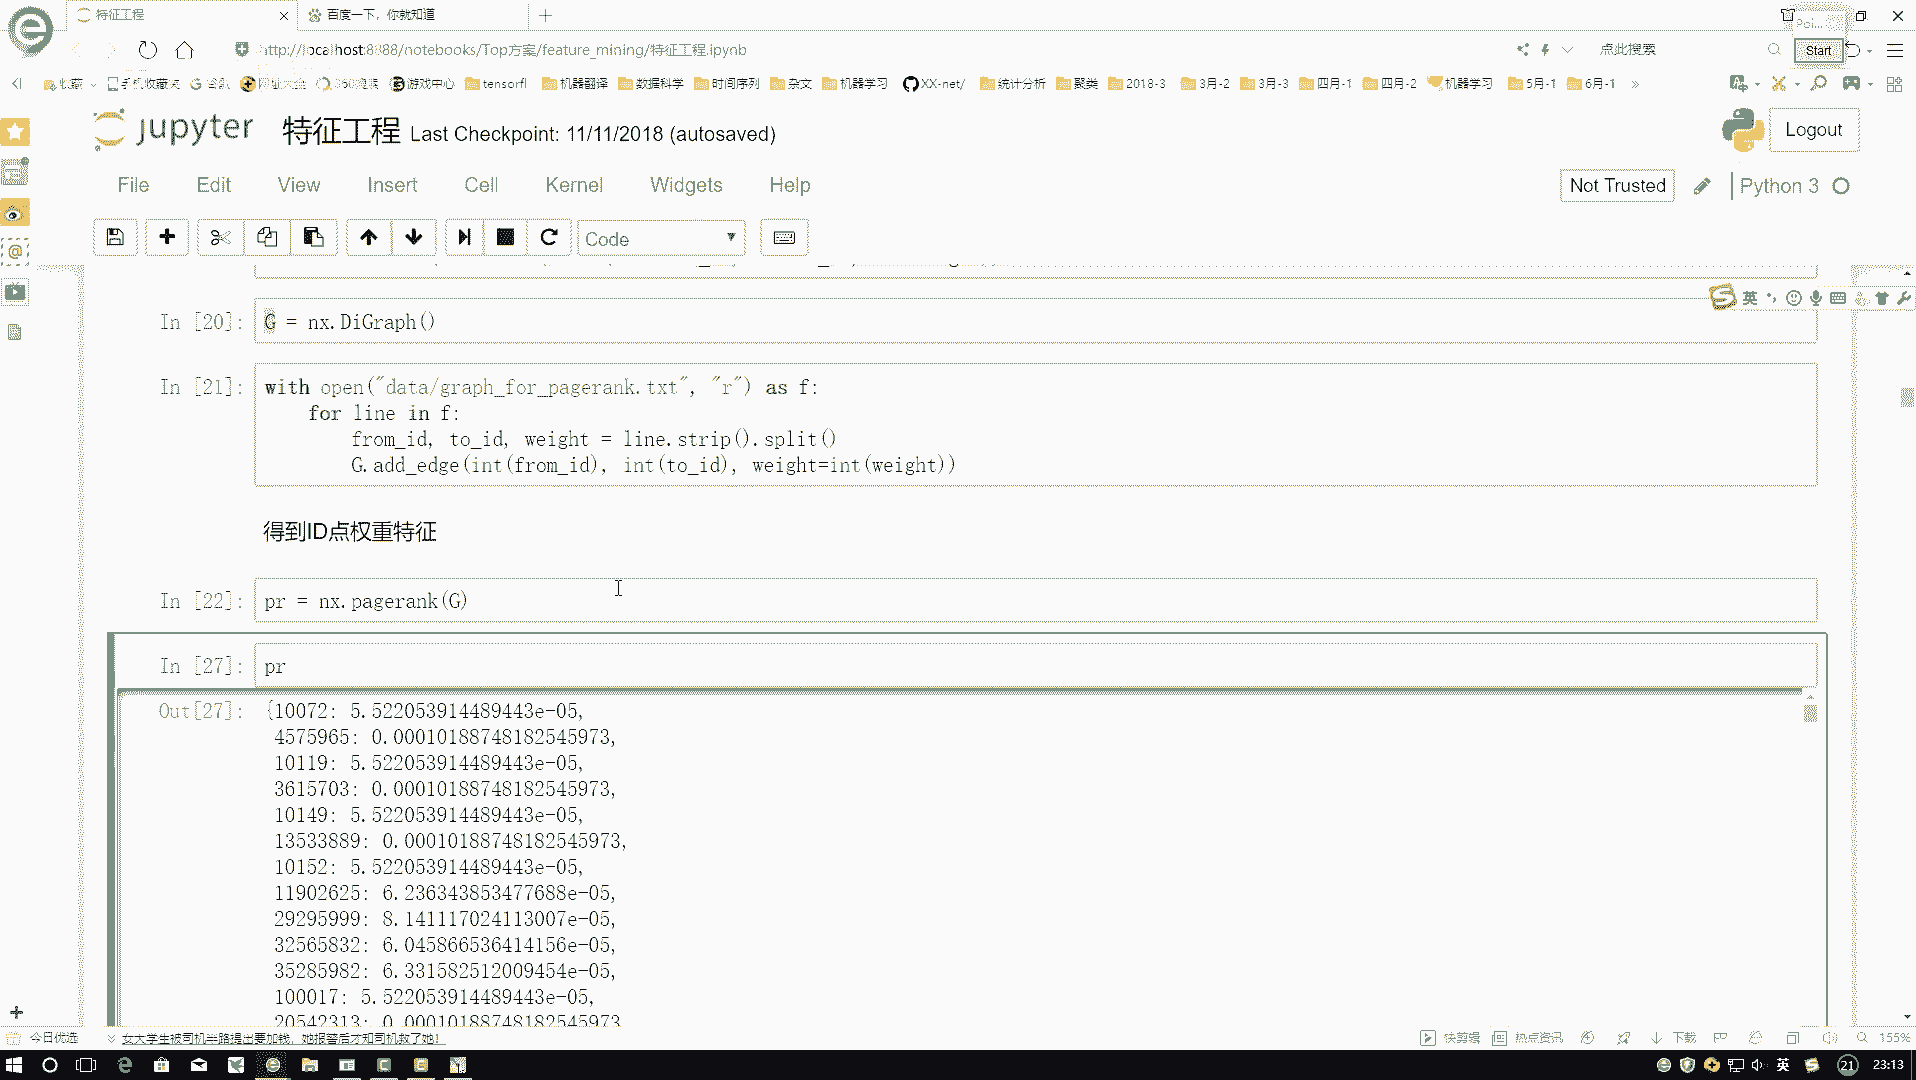 特征工程
百度一下，你就知道
http://localhost:8888/notebooks/Top方案/feature_mining/特征工程.ipynb
点此搜索
Start
收藏
手机收藏夹
游戏中心
tensorfl
机器翻译
数据科学
时间序列
杂文
机器学习
XX-net/
统计分析
聚类
2018-3
3月-2
3月-3
四月-1
四月-2
机器学习
5月-1
6月-1
jupyter 特征工程 Last Checkpoint: 11/11/2018 (autosaved)
Logout
File Edit View Insert Cell Kernel Widgets Help
Not Trusted
Python 3
Code
英
In [20]: G = nx.DiGraph()
In [21]: with open("data/graph_for_pagerank.txt", "r") as f:
for line in f:
from_id, to_id, weight = line.strip().split()
G.add_edge(int(from_id), int(to_id), weight=int(weight))
得到ID点权重特征
In [22]: pr = nx.pagerank(G)
In [27]: pr
Out[27]: {10072: 5.522053914489443e-05,
4575965: 0.00010188748182545973,
10119: 5.522053914489443e-05,
3615703: 0.00010188748182545973,
10149: 5.522053914489443e-05,
13533889: 0.00010188748182545973,
10152: 5.522053914489443e-05,
11902625: 6.236343853477688e-05,
29295999: 8.141117024113007e-05,
32565832: 6.045866536414156e-05,
35285982: 6.331582512009454e-05,
100017: 5.522053914489443e-05,
20542313: 0.00010188748182545973
今日优选
女大学生被司机半路提出要加钱，她报警后才知司机救了她！
快剪辑
热点资讯
下载
155%
英
21
23:13